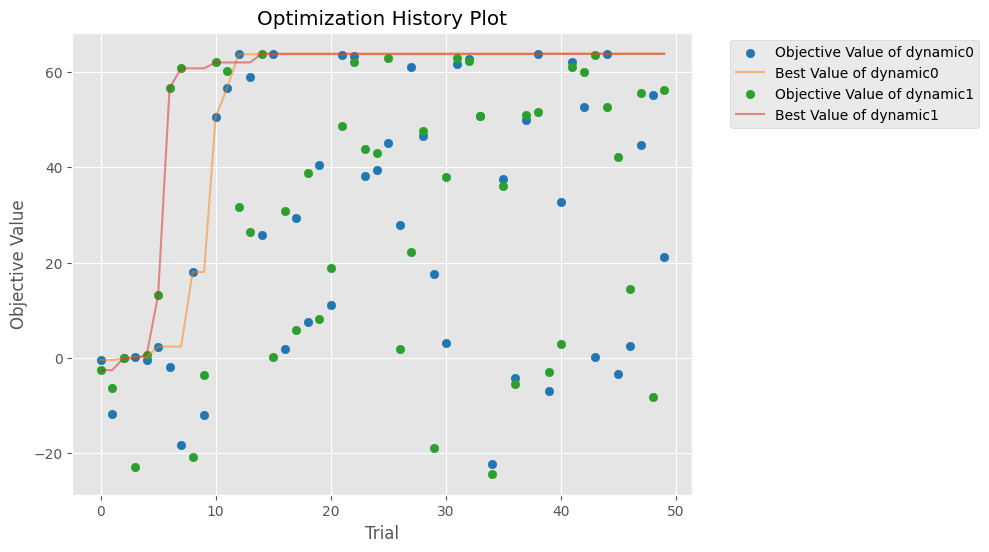 Optimization History Plot
Objective Value
60
40
20
0
−20
0 10 20 30 40 50
Trial
Objective Value of dynamic0
Best Value of dynamic0
Objective Value of dynamic1
Best Value of dynamic1